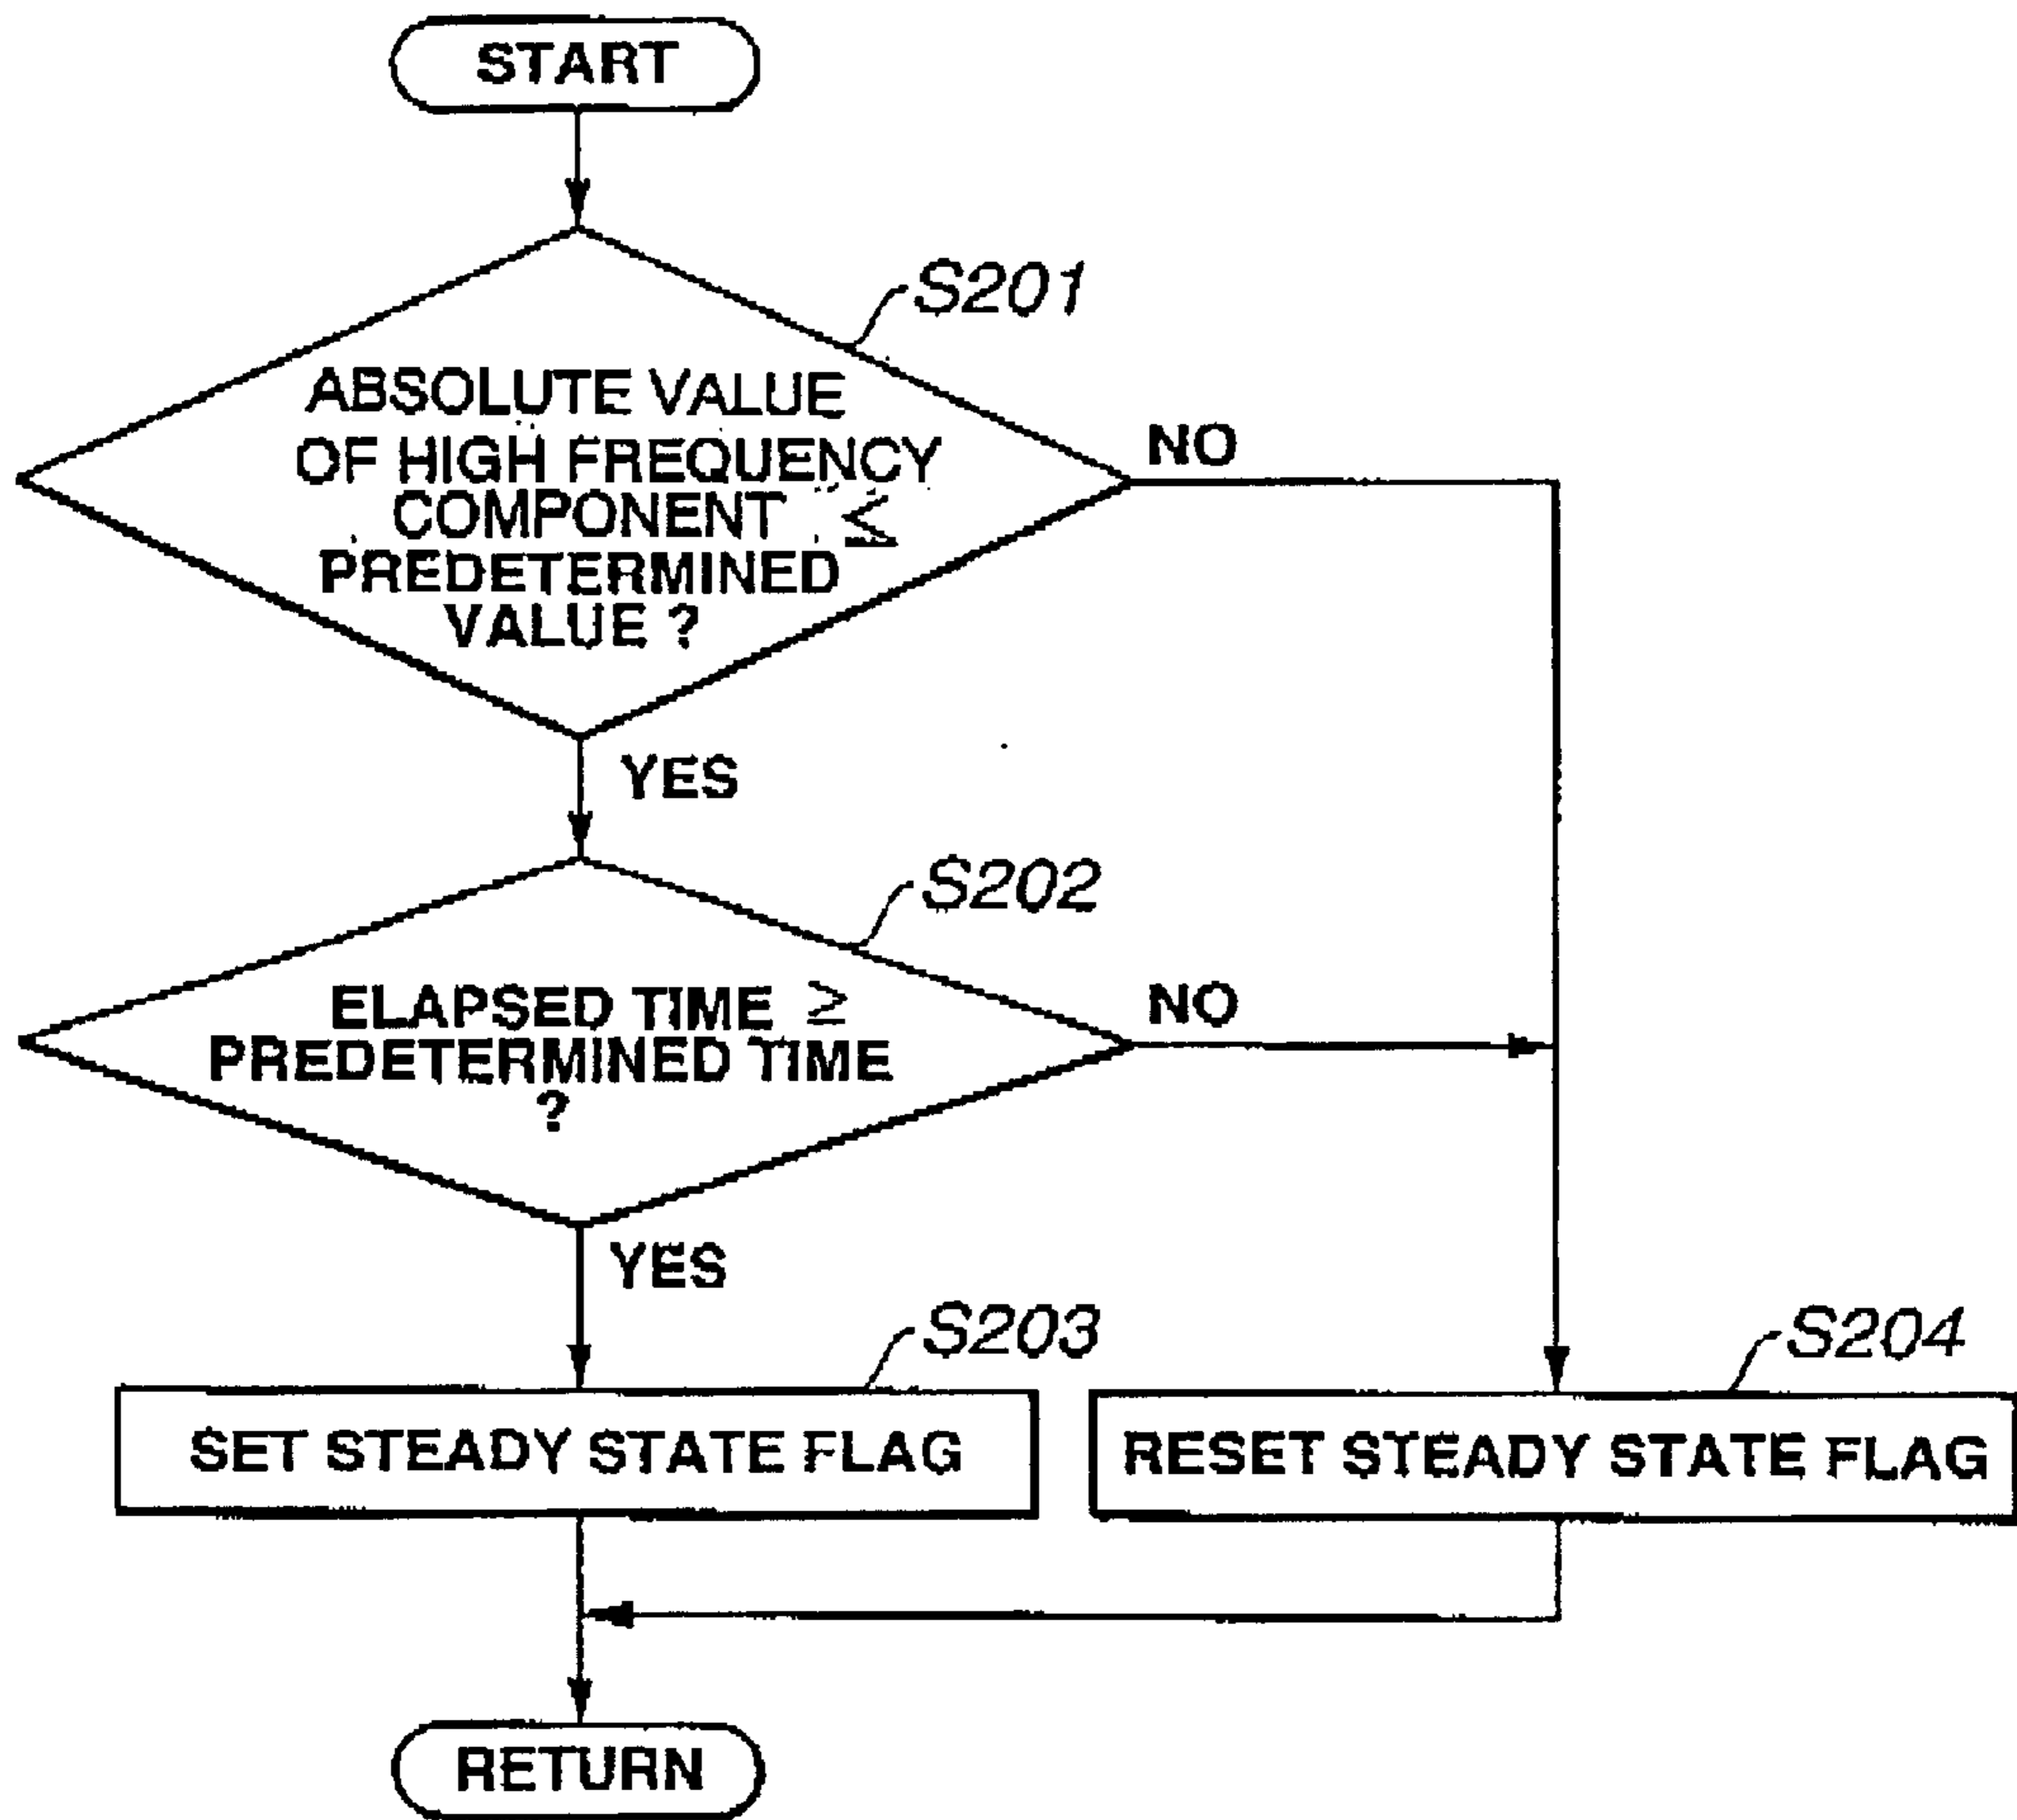 START
S201
ABSOLUTE VALUE
OF HIGH FREQUENCY
COMPONENT ≤
PREDETERMINED
VALUE ?
NO
YES
S202
ELAPSED TIME ≥
PREDETERMINED TIME
?
NO
YES
S203
SET STEADY STATE FLAG
S204
RESET STEADY STATE FLAG
RETURN